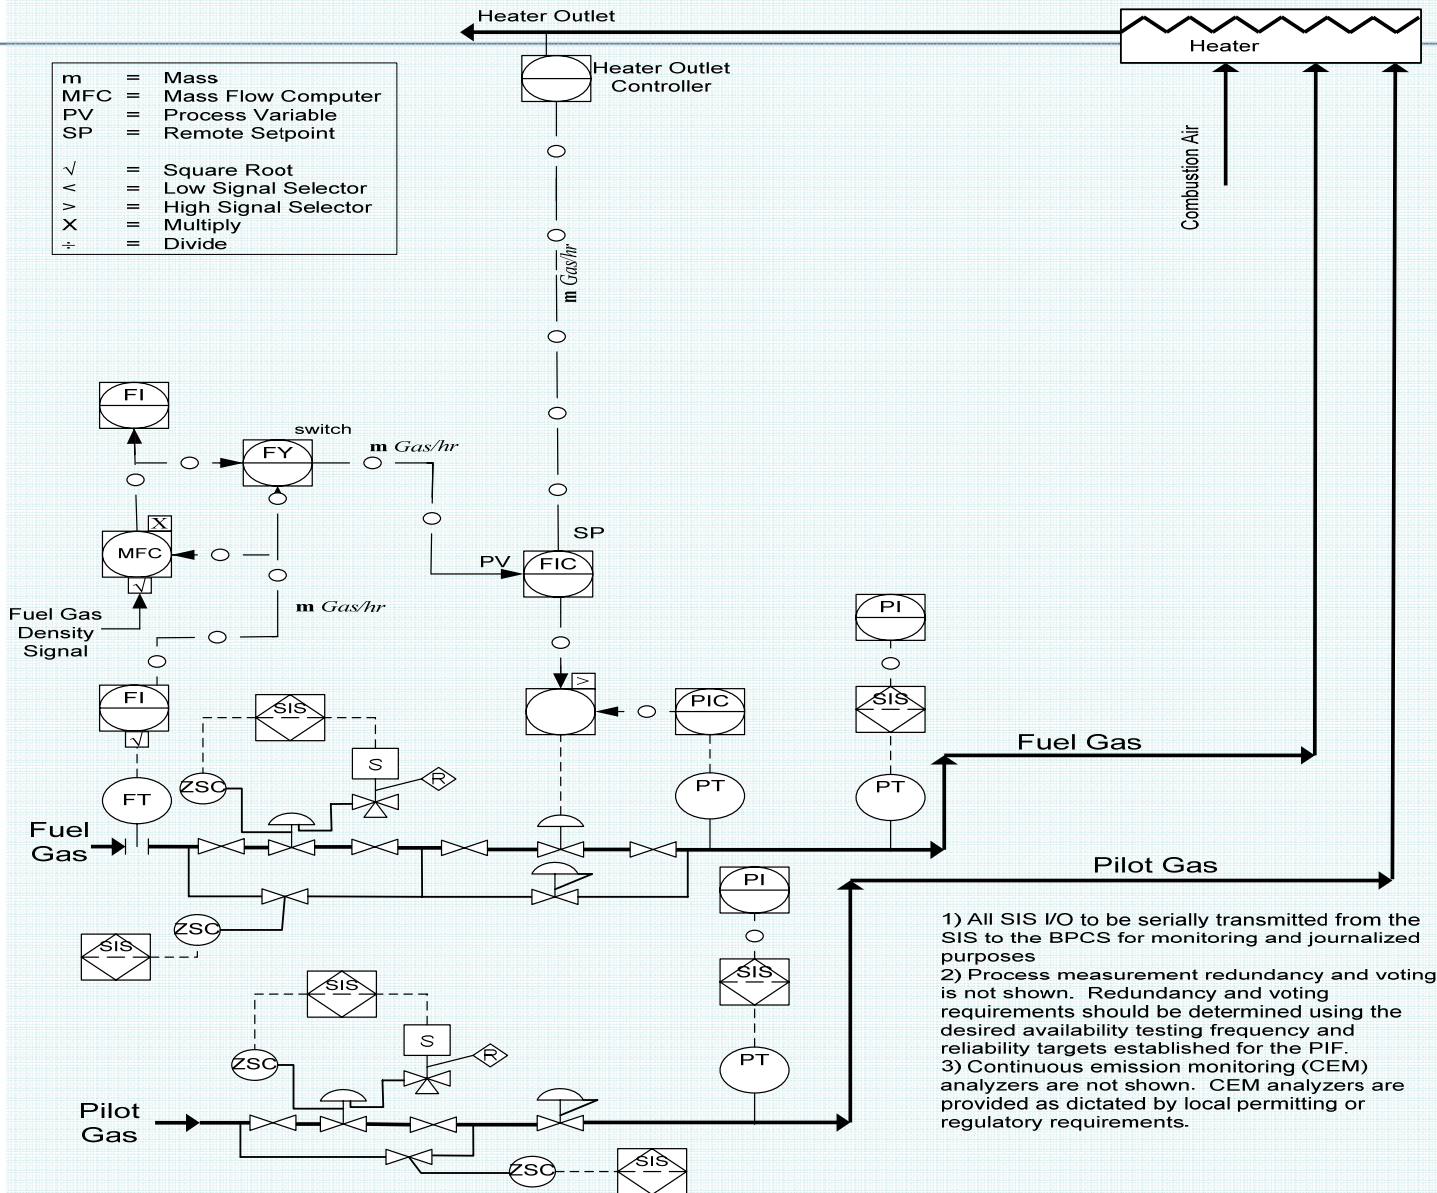 Heater Outlet
Heater
Heater Outlet
Controller
m = Mass
MFC = Mass Flow Computer
PV = Process Variable
SP = Remote Setpoint
√ = Square Root
< = Low Signal Selector
> = High Signal Selector
X = Multiply
÷ = Divide
Combustion Air
m Gas/hr
FI
switch
FY
m Gas/hr
X
MFC
√
SP
PV
FIC
Fuel Gas
Density
Signal
m Gas/hr
PI
FI
√
SIS
>
PIC
SIS
Fuel Gas
S
R
ZSC
FT
PT
PT
Fuel
Gas
Pilot Gas
PI
ZSC
SIS
SIS
SIS
1) All SIS I/O to be serially transmitted from the
SIS to the BPCS for monitoring and journalized
purposes
2) Process measurement redundancy and voting
is not shown. Redundancy and voting
requirements should be determined using the
desired availability testing frequency and
reliability targets established for the PIF.
3) Continuous emission monitoring (CEM)
analyzers are not shown. CEM analyzers are
provided as dictated by local permitting or
regulatory requirements.
S
R
ZSC
PT
Pilot
Gas
ZSC
SIS